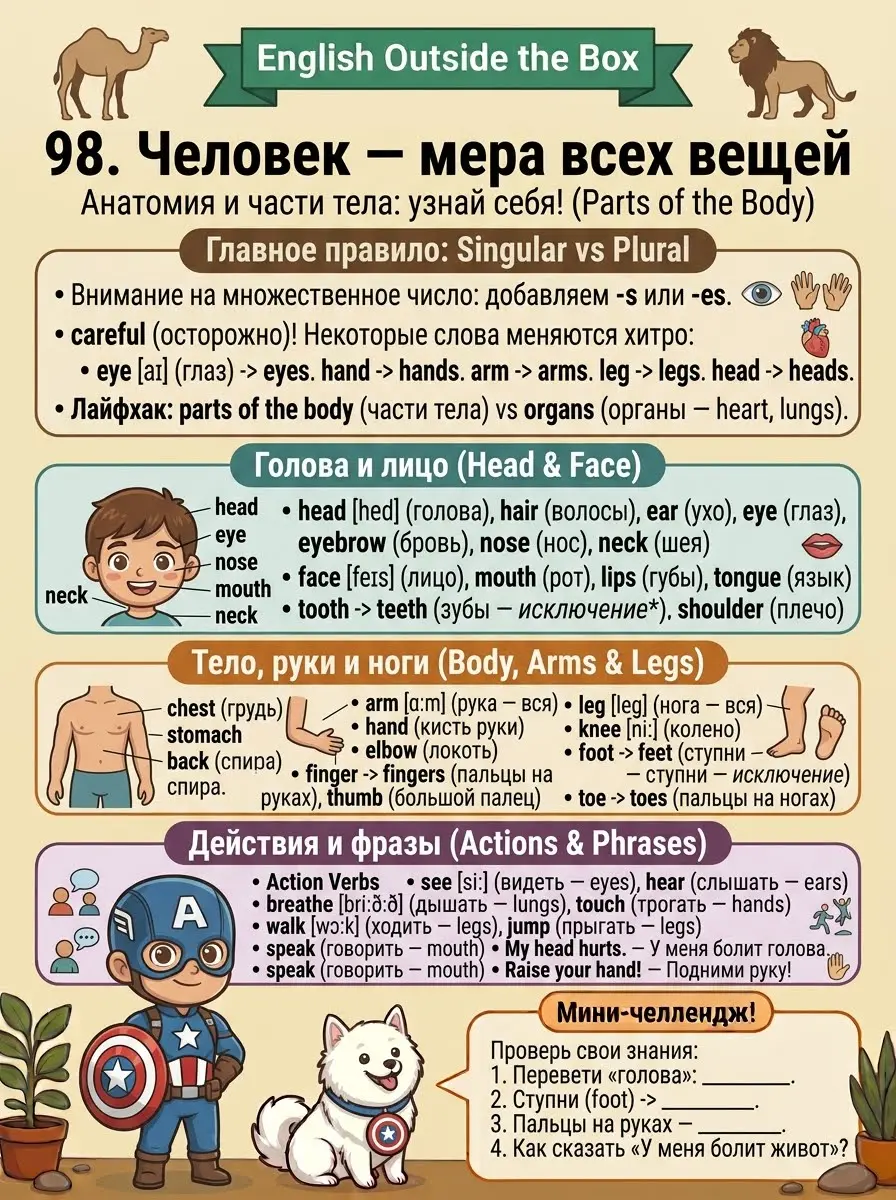 English Outside the Box
98. Человек — мера всех вещей
Анатомия и части тела: узнай себя! (Parts of the Body)
Главное правило: Singular vs Plural
• Внимание на множественное число: добавляем -s или -es.
• careful (осторожно)! Некоторые слова меняются хитро:
• eye [aɪ] (глаз) -> eyes. hand -> hands. arm -> arms. leg -> legs. head -> heads.
• Лайфхак: parts of the body (части тела) vs organs (органы — heart, lungs).
Голова и лицо (Head & Face)
head
eye
nose
mouth
neck
neck
• head [hed] (голова), hair (волосы), ear (ухо), eye (глаз),
eyebrow (бровь), nose (нос), neck (шея)
• face [feɪs] (лицо), mouth (рот), lips (губы), tongue (язык)
• tooth -> teeth (зубы — исключение*), shoulder (плечо)
Тело, руки и ноги (Body, Arms & Legs)
chest (грудь)
stomach
back (спира)
спира.
• arm [ɑ:m] (рука — вся)
• hand (кисть руки)
• elbow (локоть)
• finger -> fingers (пальцы на
руках), thumb (большой палец)
• leg [leg] (нога — вся)
• knee [ni:] (колено)
• foot -> feet (ступни —
— ступни — исключение)
• toe -> toes (пальцы на ногах)
Действия и фразы (Actions & Phrases)
• Action Verbs • see [si:] (видеть — eyes), hear (слышать — ears)
• breathe [bri:ð:ð] (дышать — lungs), touch (трогать — hands)
• walk [wɔ:k] (ходить — legs), jump (прыгать — legs)
• speak (говорить — mouth) • My head hurts. — У меня болит голова.
• speak (говорить — mouth) • Raise your hand! — Подними руку!
A
Мини-челлендж!
Проверь свои знания:
1. Перевети «голова»: ________.
2. Ступни (foot) -> ________.
3. Пальцы на руках — ________.
4. Как сказать «У меня болит живот»?